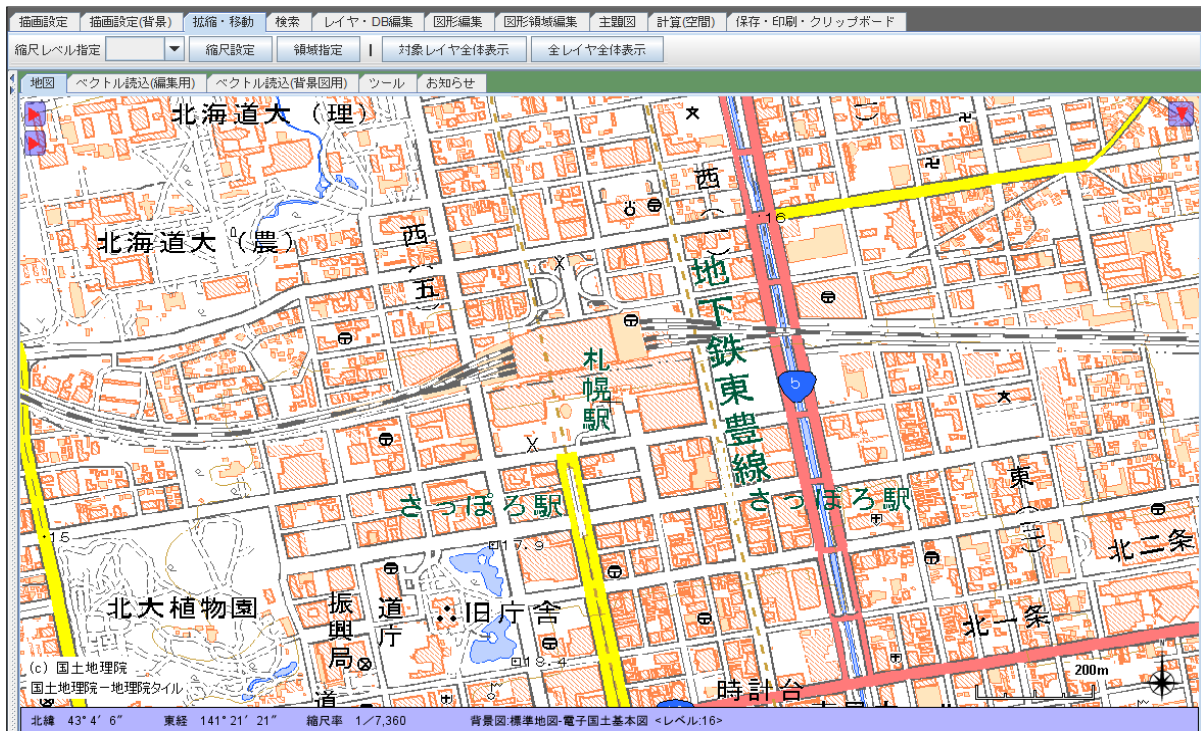 描画設定 描画設定(背景) 拡縮・移動 検索 レイヤ・DB編集 図形編集 図形領域編集 主題図 計算(空間) 保存・印刷・クリップボード
縮尺レベル指定 縮尺設定 領域指定 | 対象レイヤ全体表示 全レイヤ全体表示
地図 ベクトル読込(編集用) ベクトル読込(背景図用) ツール お知らせ
北海道大(理)
西(二)
16
北海道大(農)
西(五)
地下鉄東豊線
札幌駅
5
さっぽろ駅
さっぽろ駅
東(三)
15
17.9
北二条
北大植物園
振興局
道庁
旧庁舎
北一条
18.4
(c) 国土地理院
国土地理院-地理院タイル
道
時計台
200m
北緯 43°4′6″ 東経 141°21′21″ 縮尺率 1/7,360 背景図:標準地図-電子国土基本図 <レベル:16>